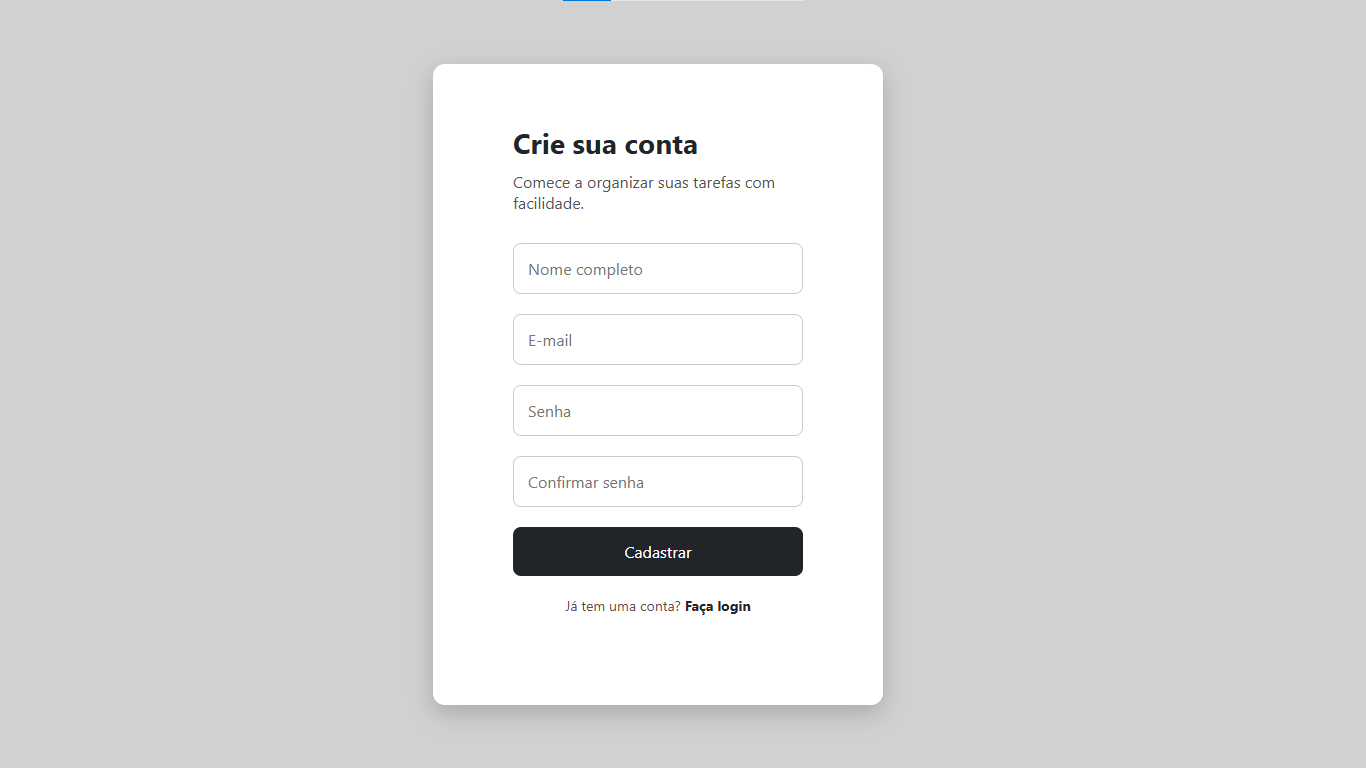 Crie sua conta
Comece a organizar suas tarefas com
facilidade.
Nome completo
E-mail
Senha
Confirmar senha
Cadastrar
Já tem uma conta? Faça login